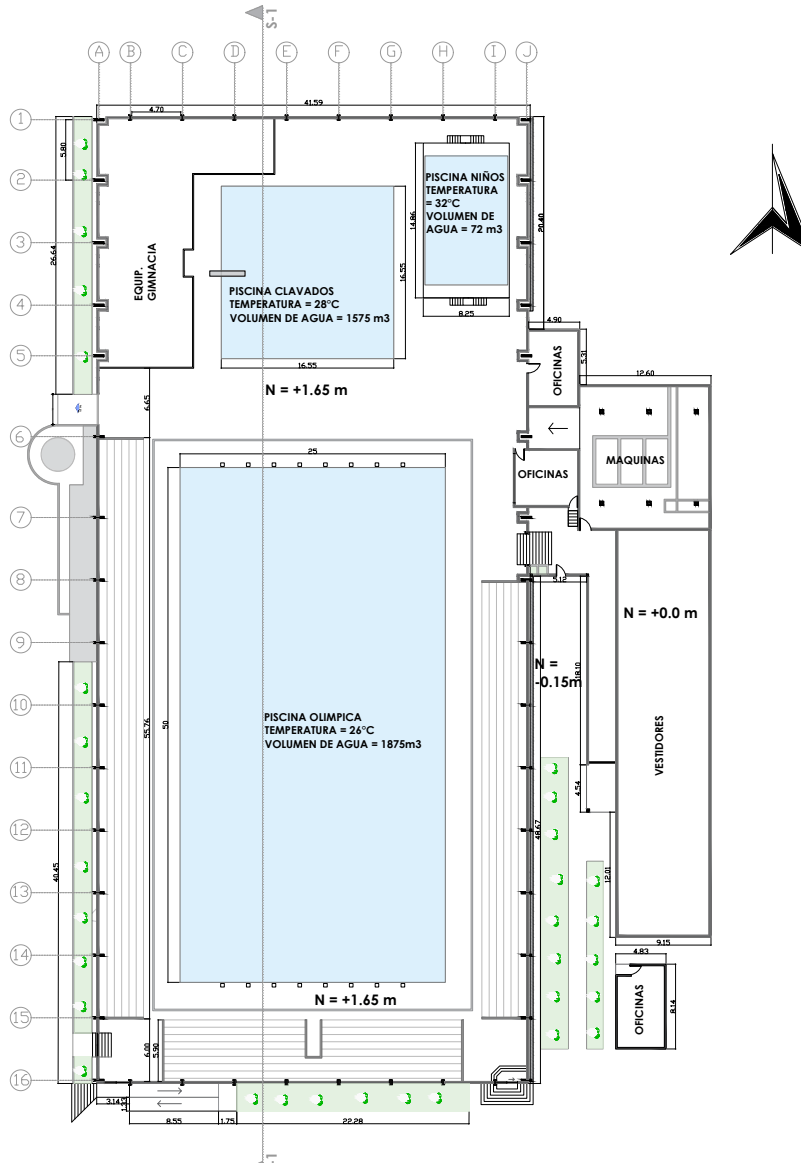 S-1
A B C D E F G H I J
41.59
4.70
1
5.80
2
3
26.64
4
5
6
7
8
9
10
11
12
13
14
15
16
EQUIP.
GIMNACIA
PISCINA CLAVADOS
TEMPERATURA = 28°C
VOLUMEN DE AGUA = 1575 m3
16.55
16.55
PISCINA NIÑOS
TEMPERATURA
= 32°C
VOLUMEN DE
AGUA = 72 m3
14.86
8.25
20.40
N = +1.65 m
6.65
4.90
5.31
OFICINAS
12.60
MAQUINAS
OFICINAS
25
50
55.76
PISCINA OLIMPICA
TEMPERATURA = 26°C
VOLUMEN DE AGUA = 1875m3
5.12
N = +0.0 m
N =
-0.15m
18.10
VESTIDORES
4.54
48.67
12.01
40.45
9.15
4.83
OFICINAS
8.14
N = +1.65 m
6.00
5.90
3.14
1.33
8.55
1.75
22.28
S-1